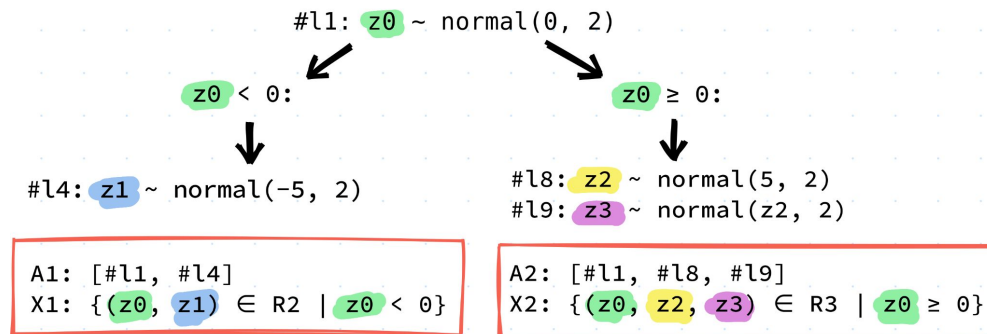 #l1: z0 ~ normal(0, 2)
z0 < 0:
z0 ≥ 0:
#l4: z1 ~ normal(-5, 2)
#l8: z2 ~ normal(5, 2)
#l9: z3 ~ normal(z2, 2)
A1: [#l1, #l4]
X1: {(z0, z1) ∈ R2 | z0 < 0}
A2: [#l1, #l8, #l9]
X2: {(z0, z2, z3) ∈ R3 | z0 ≥ 0}